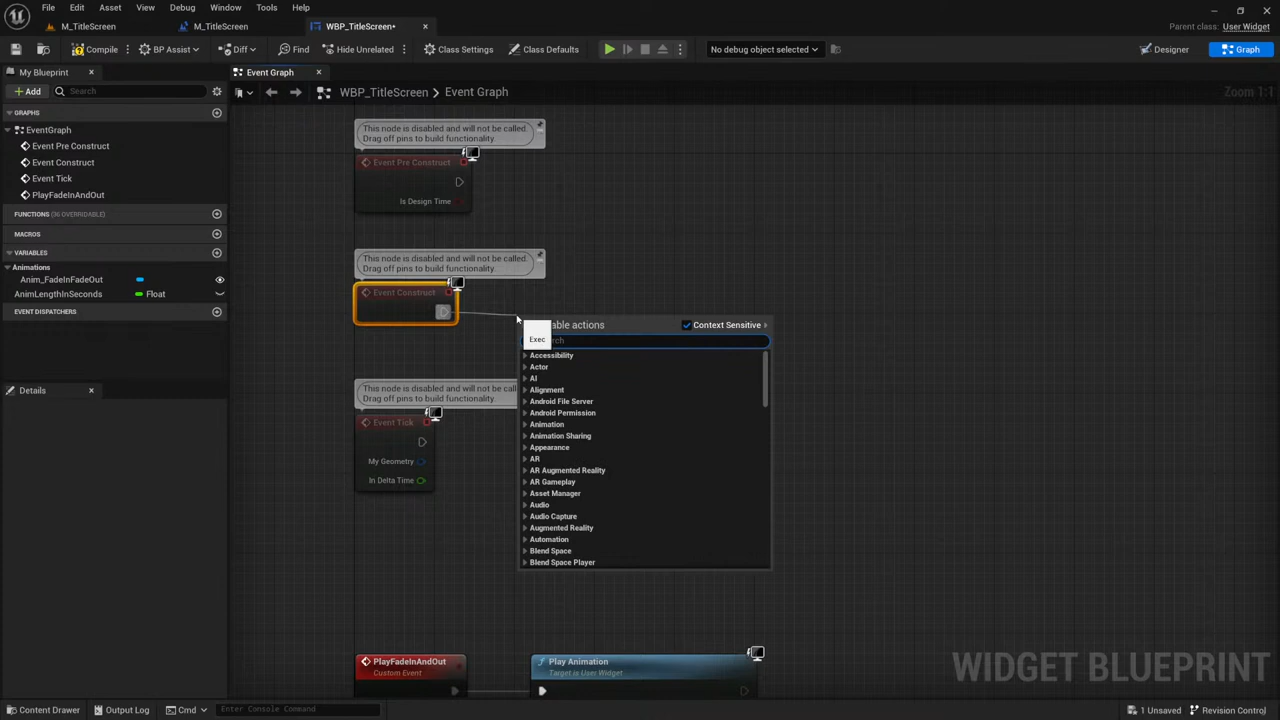 File Edit Asset View Debug Window Tools Help
M_TitleScreen M_TitleScreen WBP_TitleScreen•
Parent class: User Widget
Compile BP Assist Diff Find Hide Unrelated Class Settings Class Defaults No debug object selected Designer Graph
My Blueprint
Event Graph
Add Search
WBP_TitleScreen > Event Graph
Zoom 1:1
GRAPHS
EventGraph
Event Pre Construct
Event Construct
Event Tick
PlayFadeInAndOut
FUNCTIONS (36 OVERRIDABLE)
MACROS
VARIABLES
Animations
Anim_FadeInFadeOut
AnimLengthInSeconds Float
EVENT DISPATCHERS
Details
This node is disabled and will not be called.
Drag off pins to build functionality.
Event Pre Construct
Is Design Time
This node is disabled and will not be called.
Drag off pins to build functionality.
Event Construct
This node is disabled and will not be call
Drag off pins to build functionality.
Event Tick
My Geometry
In Delta Time
able actions Context Sensitive
Exec
rch
Accessibility
Actor
AI
Alignment
Android File Server
Android Permission
Animation
Animation Sharing
Appearance
AR
AR Augmented Reality
AR Gameplay
Asset Manager
Audio
Audio Capture
Augmented Reality
Automation
Blend Space
Blend Space Player
PlayFadeInAndOut
Custom Event
Play Animation
Target is User Widget
WIDGET BLUEPRINT
Content Drawer Output Log Cmd Enter Console Command 1 Unsaved Revision Control